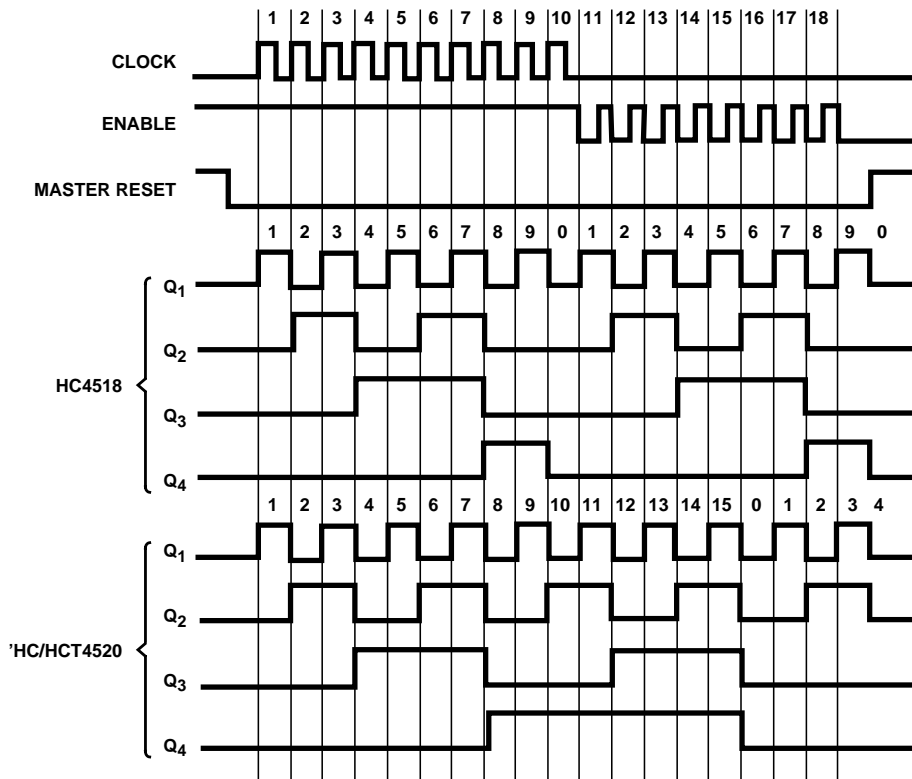 1 2 3 4 5 6 7 8 9 10 11 12 13 14 15 16 17 18
CLOCK
ENABLE
MASTER RESET
1 2 3 4 5 6 7 8 9 0 1 2 3 4 5 6 7 8 9 0
Q1
Q2
HC4518
Q3
Q4
1 2 3 4 5 6 7 8 9 10 11 12 13 14 15 0 1 2 3 4
Q1
Q2
’HC/HCT4520
Q3
Q4